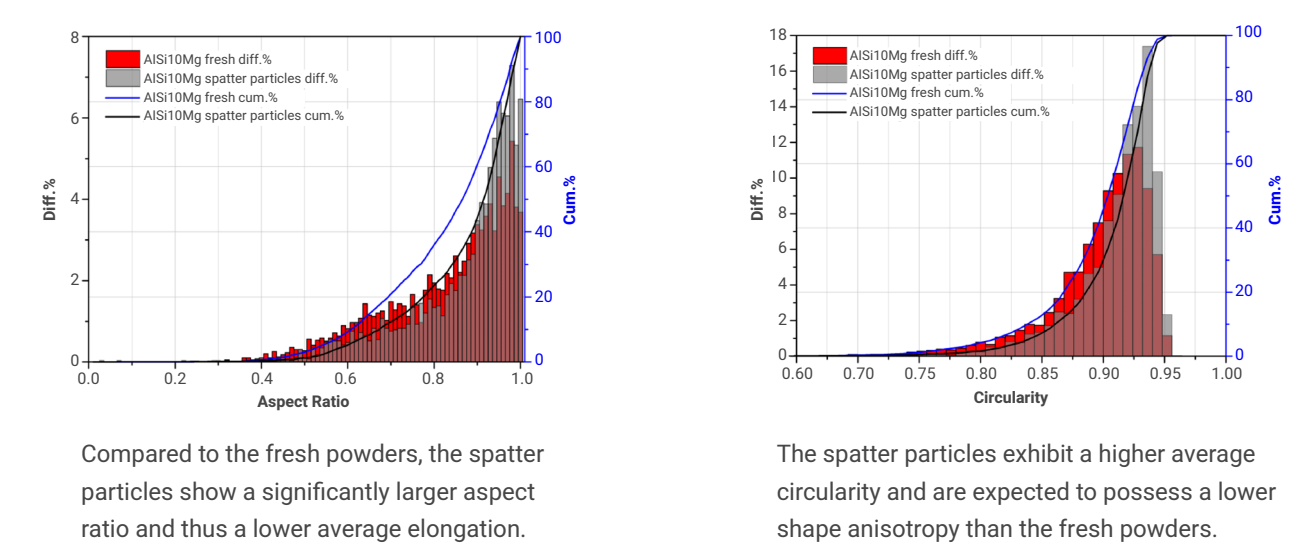 8
6
4
2
0
Diff.%
AlSi10Mg fresh diff.%
AlSi10Mg spatter particles diff.%
AlSi10Mg fresh cum.%
AlSi10Mg spatter particles cum.%
100
80
60
40
20
0
Cum.%
0.0 0.2 0.4 0.6 0.8 1.0
Aspect Ratio
Compared to the fresh powders, the spatter
particles show a significantly larger aspect
ratio and thus a lower average elongation.
18
16
14
12
10
8
6
4
2
0
Diff.%
AlSi10Mg fresh diff.%
AlSi10Mg spatter particles diff.%
AlSi10Mg fresh cum.%
AlSi10Mg spatter particles cum.%
100
80
60
40
20
0
Cum.%
0.60 0.70 0.75 0.80 0.85 0.90 0.95 1.00
Circularity
The spatter particles exhibit a higher average
circularity and are expected to possess a lower
shape anisotropy than the fresh powders.